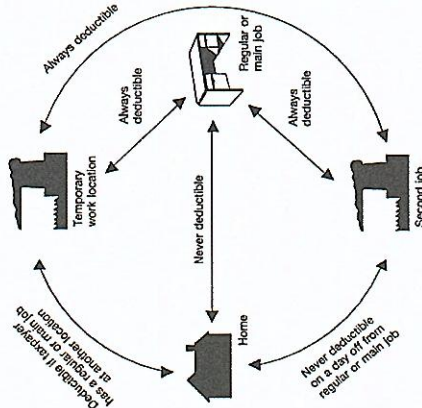 Deductible if taxpayer
has a regular or main job
at another location
Temporary
work location
Always deductible
Always
deductible
Home
Never deductible
Regular or
main job
Always
deductible
Never deductible
on a day off from
regular or main job
Second job